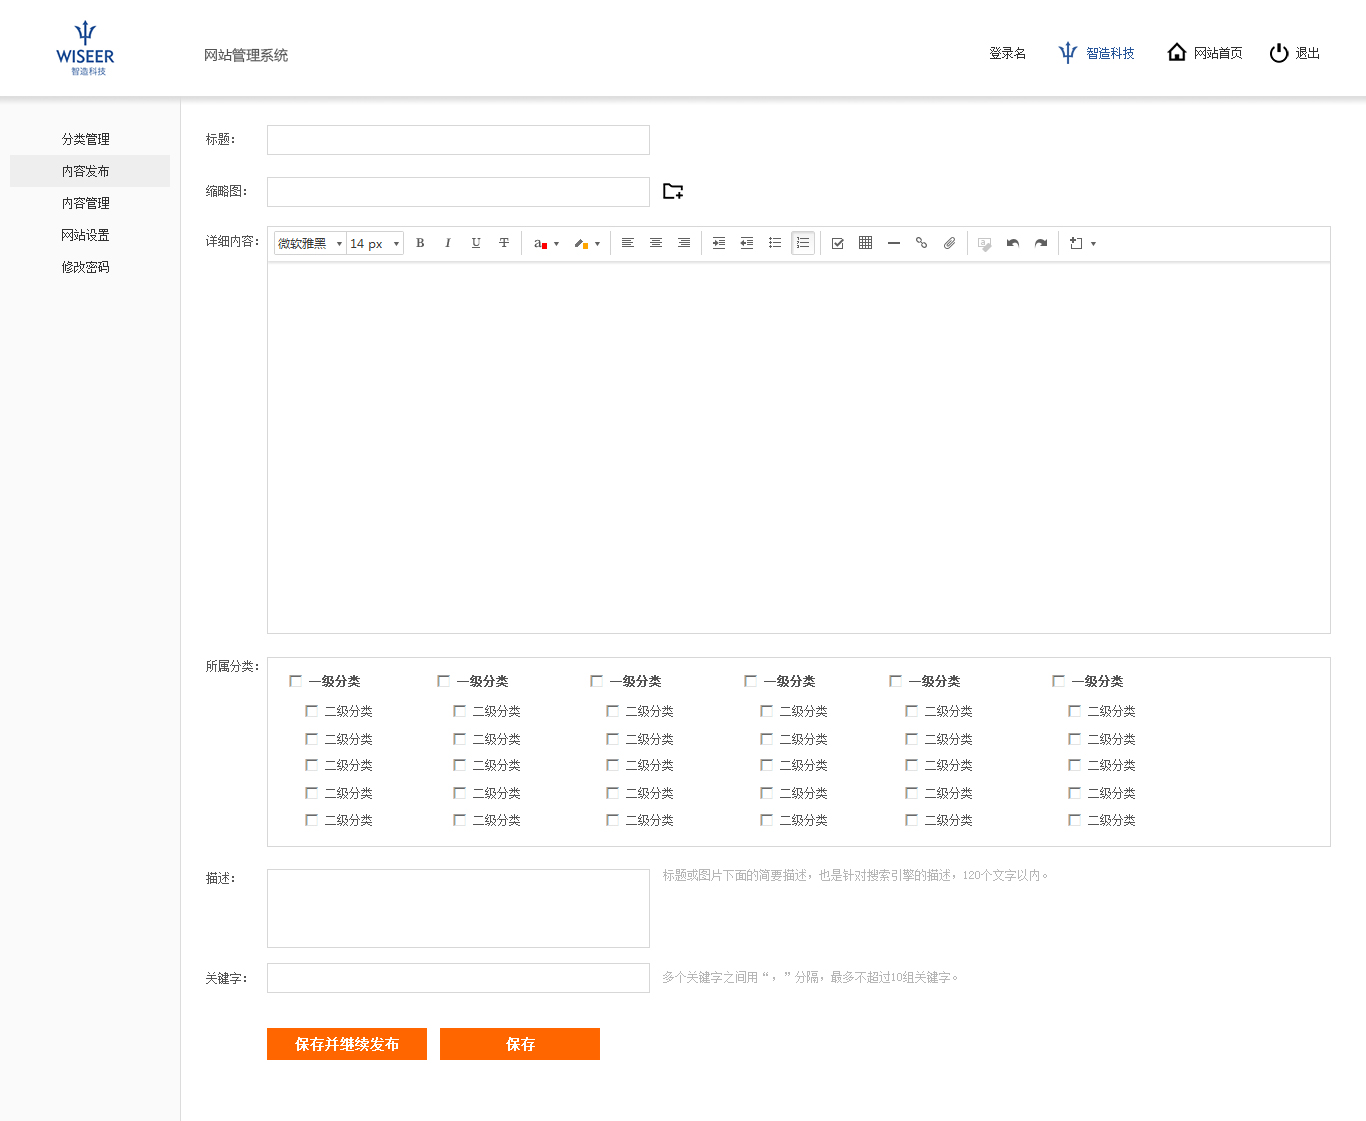 WISEER
智造科技
网站管理系统
登录名
智造科技
网站首页
退出
分类管理
内容发布
内容管理
网站设置
修改密码
标题：
缩略图：
详细内容：
微软雅黑 14 px B I U T a
所属分类：
一级分类 一级分类 一级分类 一级分类 一级分类 一级分类
二级分类 二级分类 二级分类 二级分类 二级分类 二级分类
二级分类 二级分类 二级分类 二级分类 二级分类 二级分类
二级分类 二级分类 二级分类 二级分类 二级分类 二级分类
二级分类 二级分类 二级分类 二级分类 二级分类 二级分类
二级分类 二级分类 二级分类 二级分类 二级分类 二级分类
描述：
标题或图片下面的简要描述，也是针对搜索引擎的描述，120个文字以内。
关键字：
多个关键字之间用“，”分隔，最多不超过10组关键字。
保存并继续发布
保存